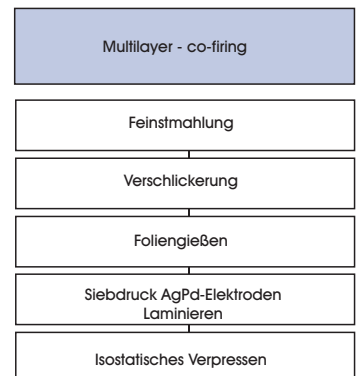 Multilayer - co-firing
Feinstmahlung
Verschlickerung
Foliengießen
Siebdruck AgPd-Elektroden
Laminieren
Isostatisches Verpressen